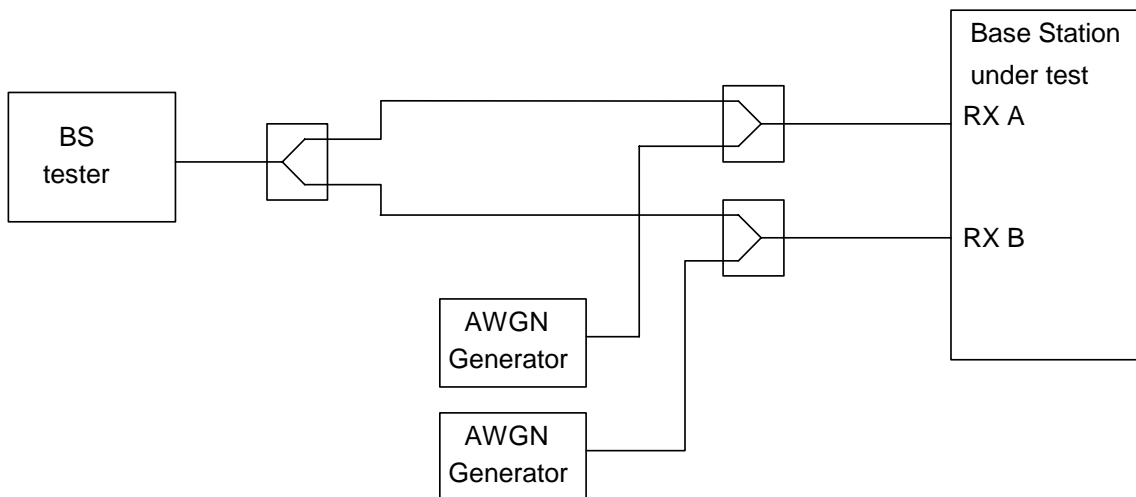 BS
tester
Base Station
under test
RX A
RX B
AWGN
Generator
AWGN
Generator